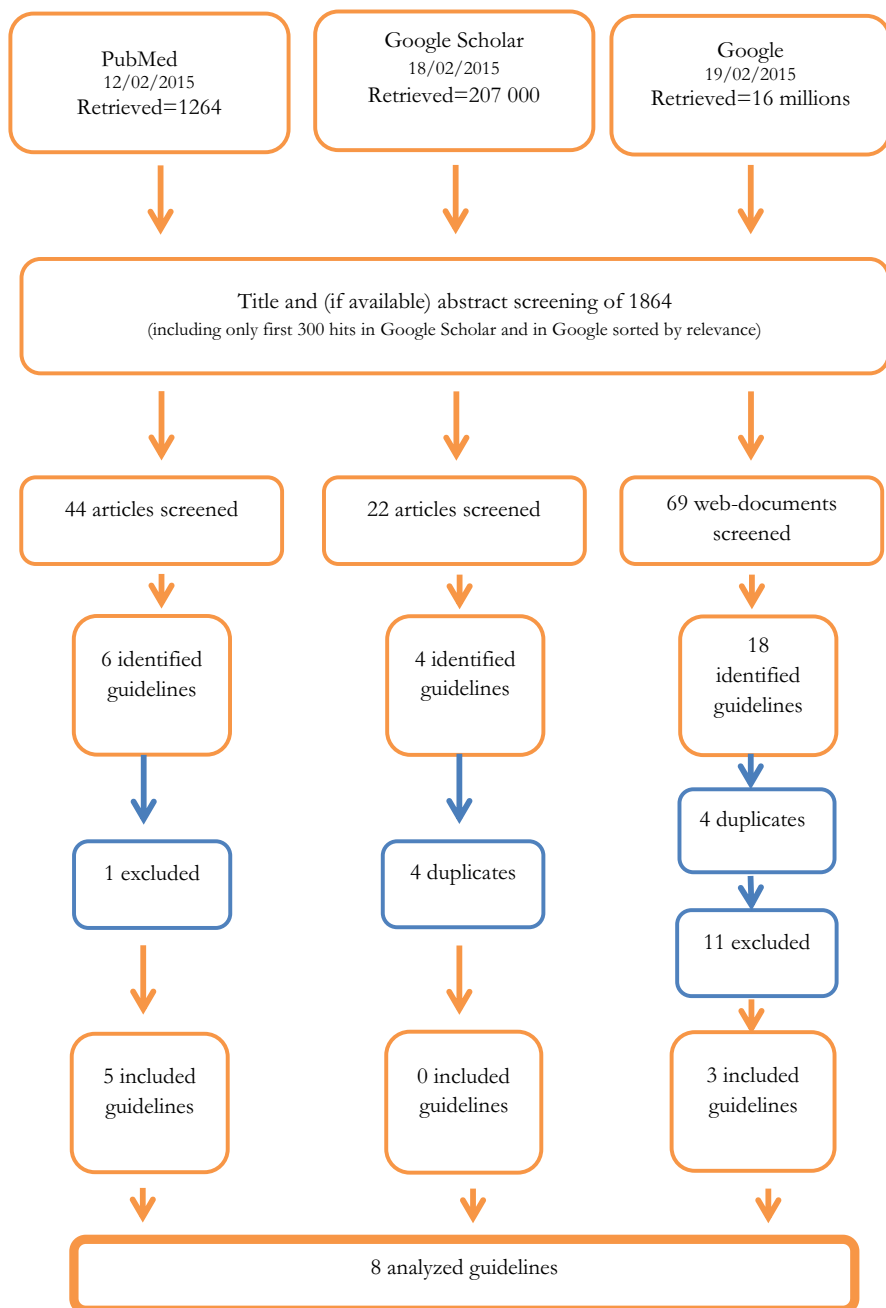 PubMed
12/02/2015
Retrieved=1264
Google Scholar
18/02/2015
Retrieved=207 000
Google
19/02/2015
Retrieved=16 millions
Title and (if available) abstract screening of 1864
(including only first 300 hits in Google Scholar and in Google sorted by relevance)
44 articles screened
22 articles screened
69 web-documents
screened
6 identified
guidelines
4 identified
guidelines
18
identified
guidelines
1 excluded
4 duplicates
4 duplicates
11 excluded
5 included
guidelines
0 included
guidelines
3 included
guidelines
8 analyzed guidelines